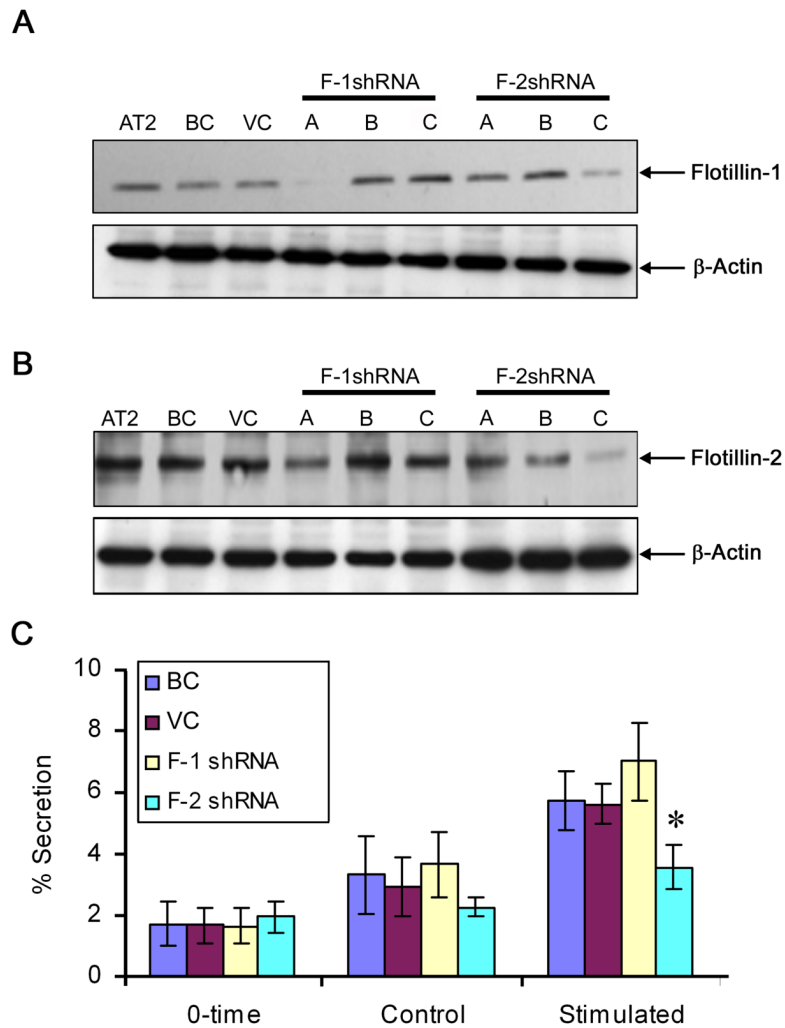 A
F-1shRNA F-2shRNA
AT2 BC VC A B C A B C
Flotillin-1
β-Actin
B
F-1shRNA F-2shRNA
AT2 BC VC A B C A B C
Flotillin-2
β-Actin
C
10
8
6
4
2
0
% Secretion
BC
VC
F-1 shRNA
F-2 shRNA
*
0-time Control Stimulated